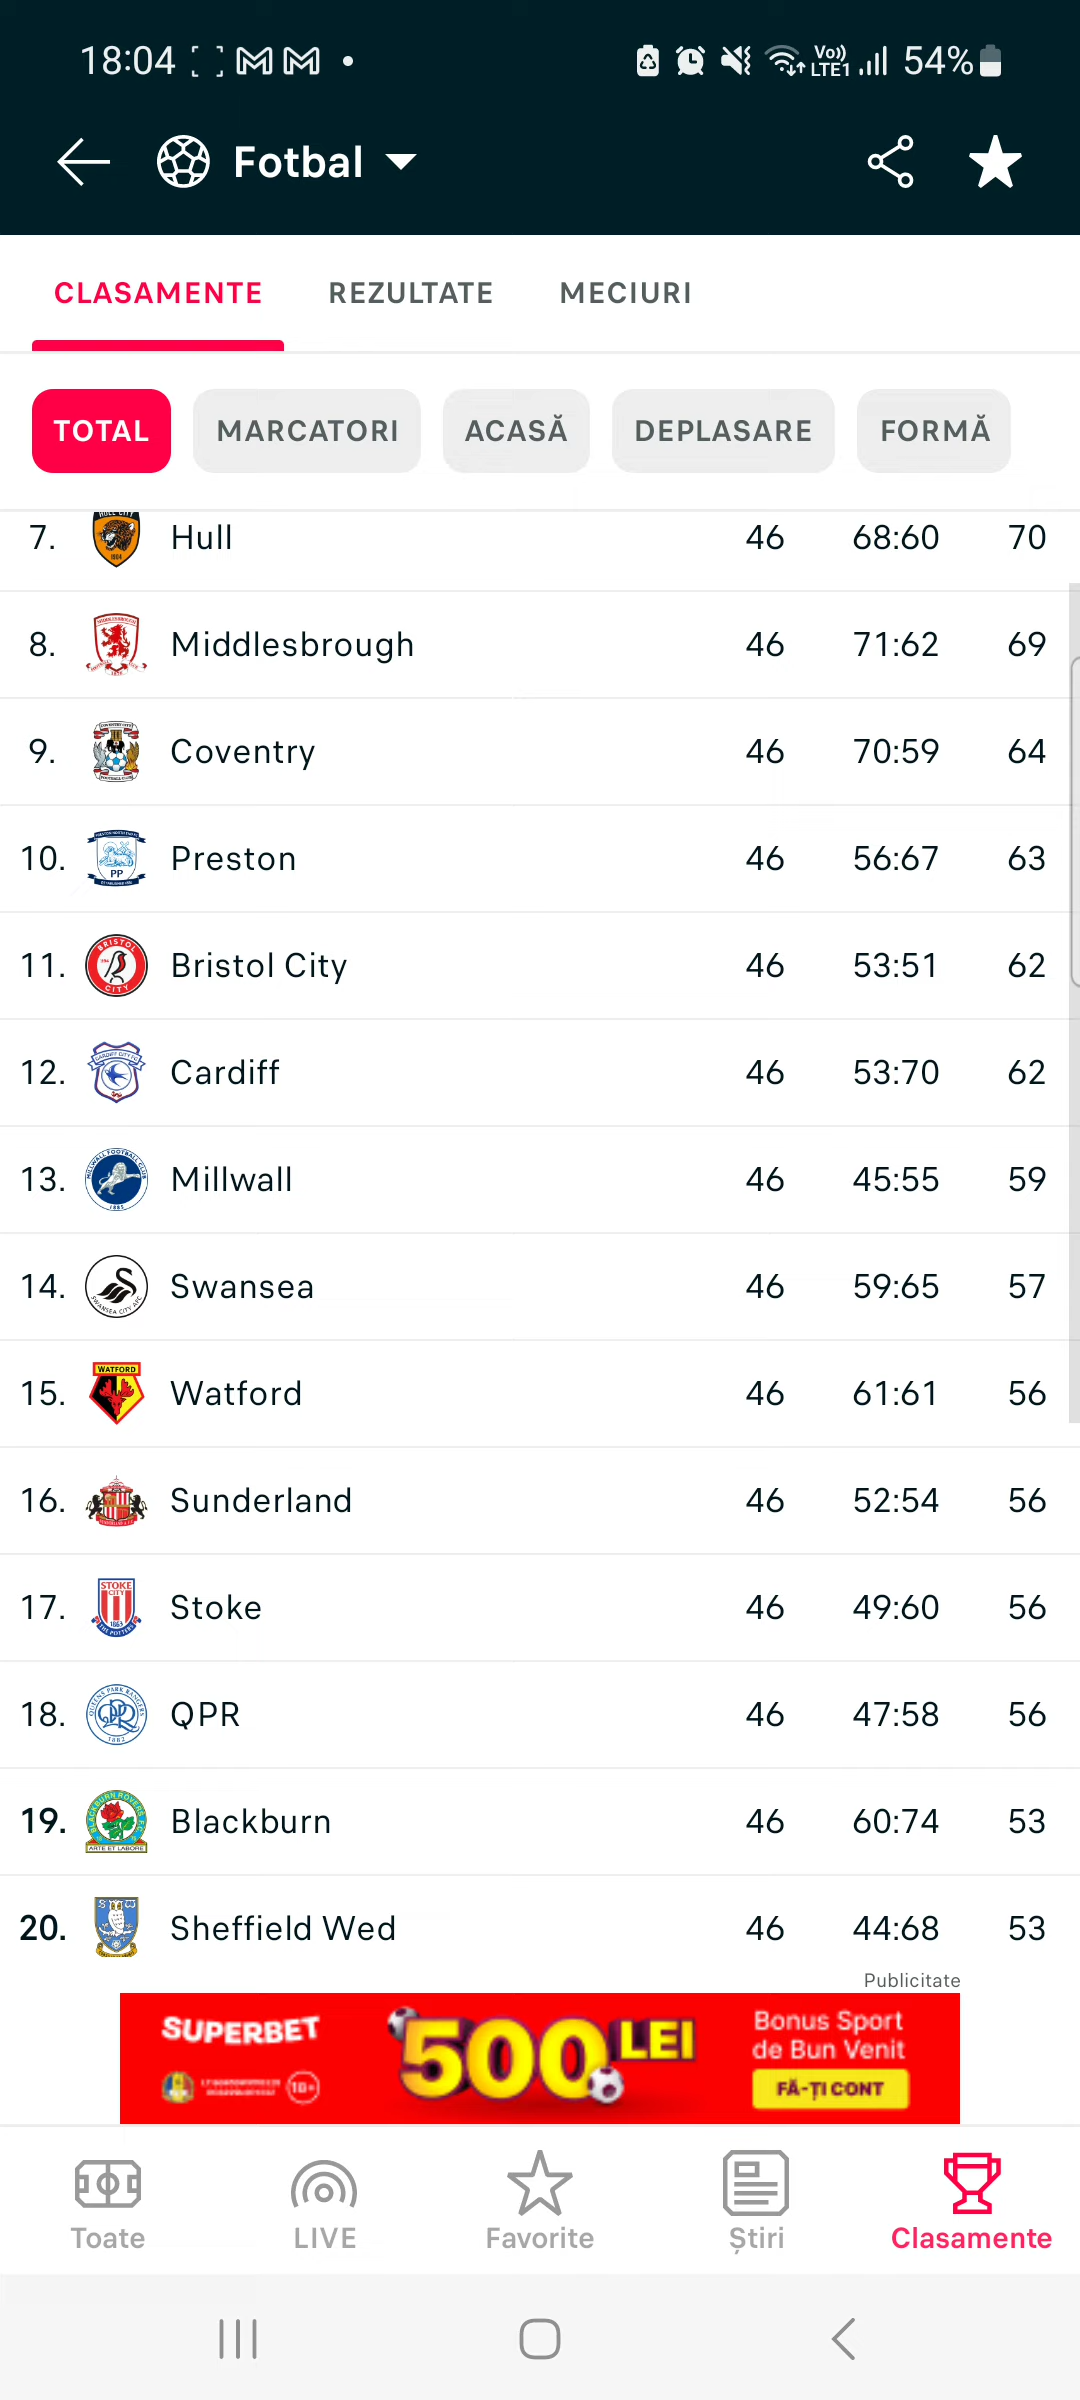 18:04 54%
Vo)) LTE1
Fotbal
CLASAMENTE REZULTATE MECIURI
TOTAL MARCATORI ACASĂ DEPLASARE FORMĂ
7. Hull 46 68:60 70
8. Middlesbrough 46 71:62 69
9. Coventry 46 70:59 64
10. Preston 46 56:67 63
11. Bristol City 46 53:51 62
12. Cardiff 46 53:70 62
13. Millwall 46 45:55 59
14. Swansea 46 59:65 57
15. Watford 46 61:61 56
16. Sunderland 46 52:54 56
17. Stoke 46 49:60 56
18. QPR 46 47:58 56
19. Blackburn 46 60:74 53
20. Sheffield Wed 46 44:68 53
Publicitate
SUPERBET 500 LEI Bonus Sport
de Bun Venit
18+ FĂ-ȚI CONT
Toate LIVE Favorite Știri Clasamente